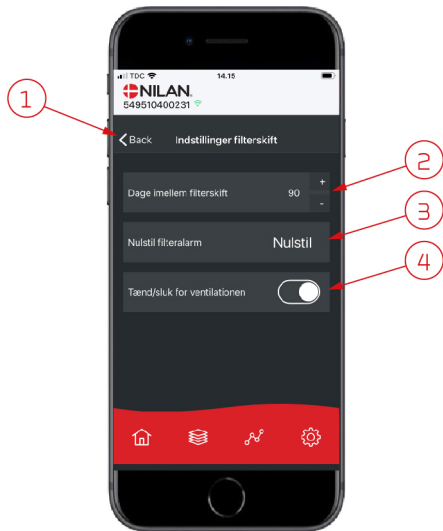 TDC 14.15
NILAN
549510400231
1
Back Indstillinger filterskift
Dage imellem filterskift 90 + -
2
Nulstil filteralarm Nulstil
3
Tænd/sluk for ventilationen
4